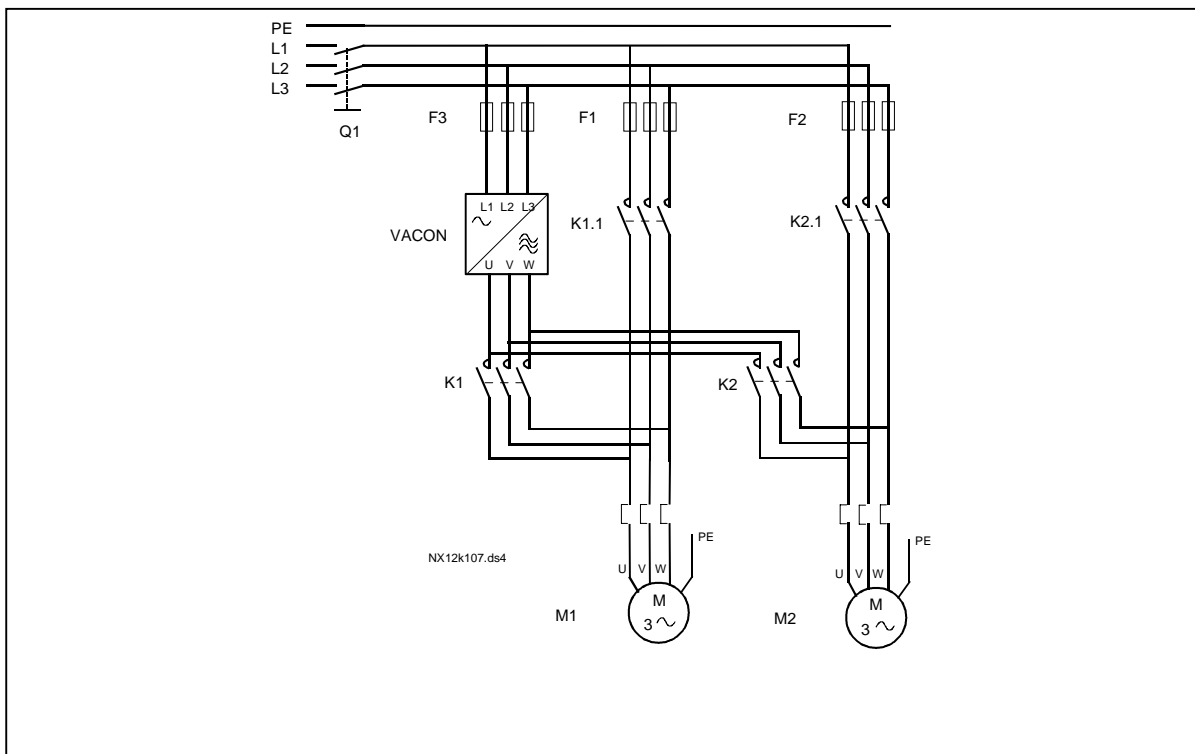 PE
L1
L2
L3
Q1
F3
F1
F2
L1 L2 L3
VACON
U V W
K1.1
K2.1
K1
K2
NX12k107.ds4
PE
PE
U V W
U V W
M1
M
3
M2
M
3